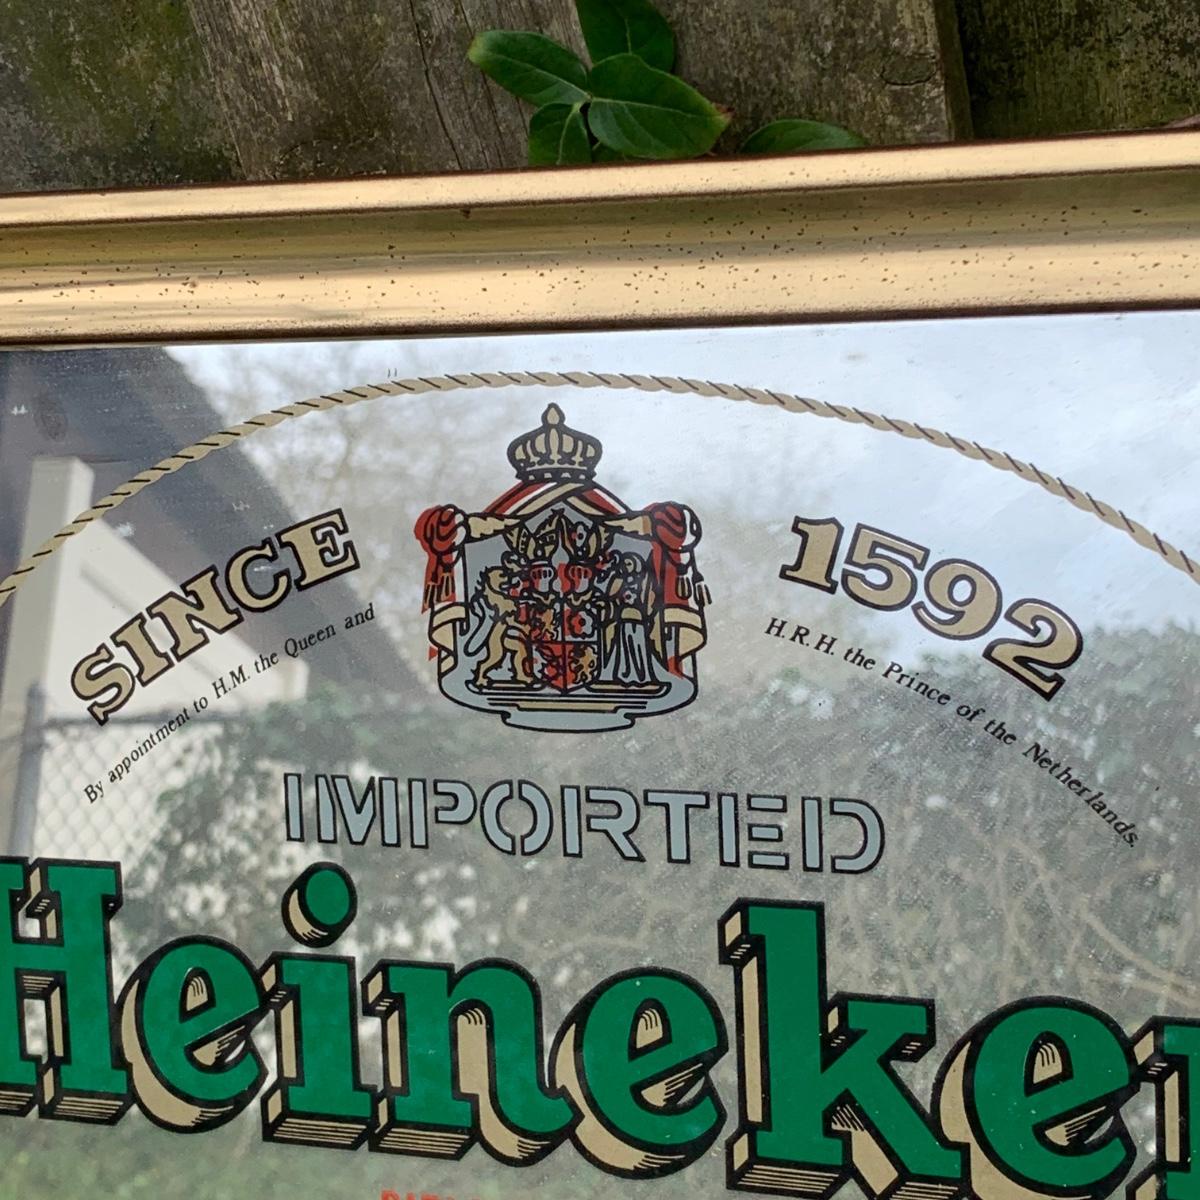 SINCE 1592
By appointment to H.M. the Queen and H.R.H. the Prince of the Netherlands.
IMPORTED
Heineken